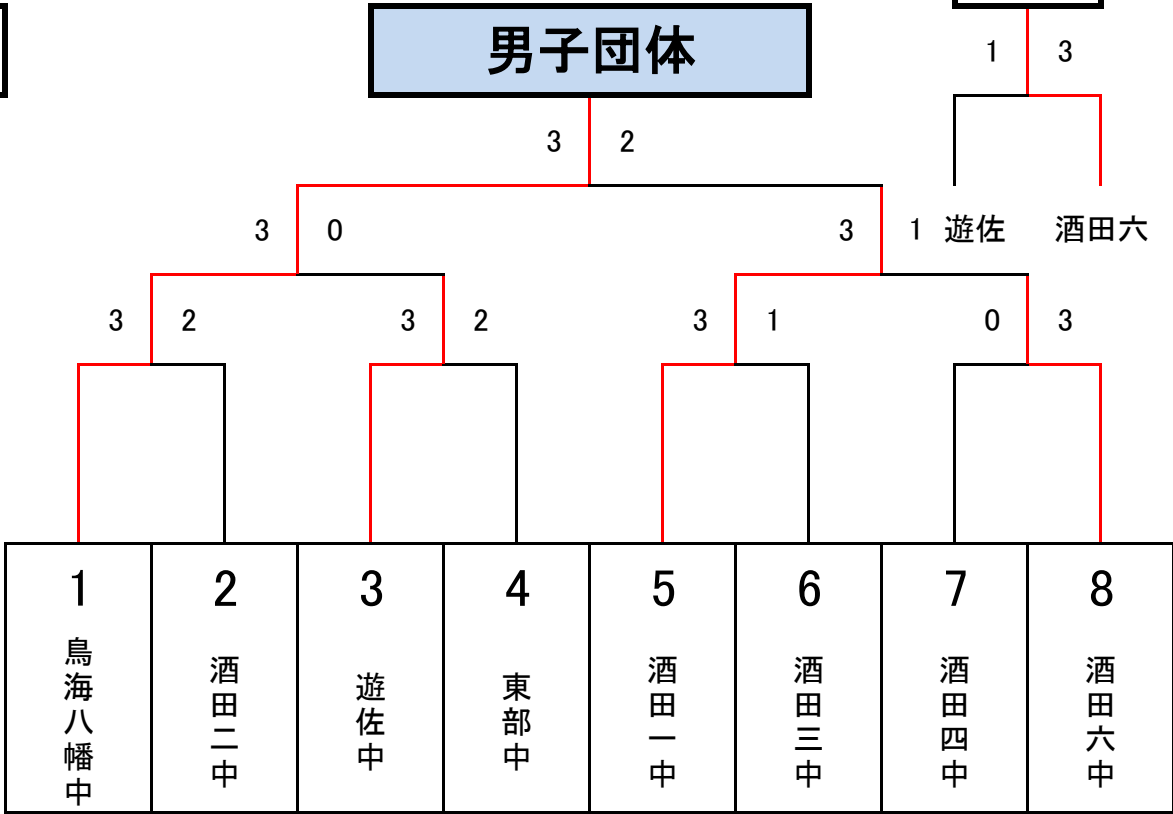 男子団体
1 3
3 2
3 0
3 1
遊佐 酒田六
3 2
3 2
3 1
0 3
1 2 3 4 5 6 7 8
鳥海八幡中
酒田二中
遊佐中
東部中
酒田一中
酒田三中
酒田四中
酒田六中